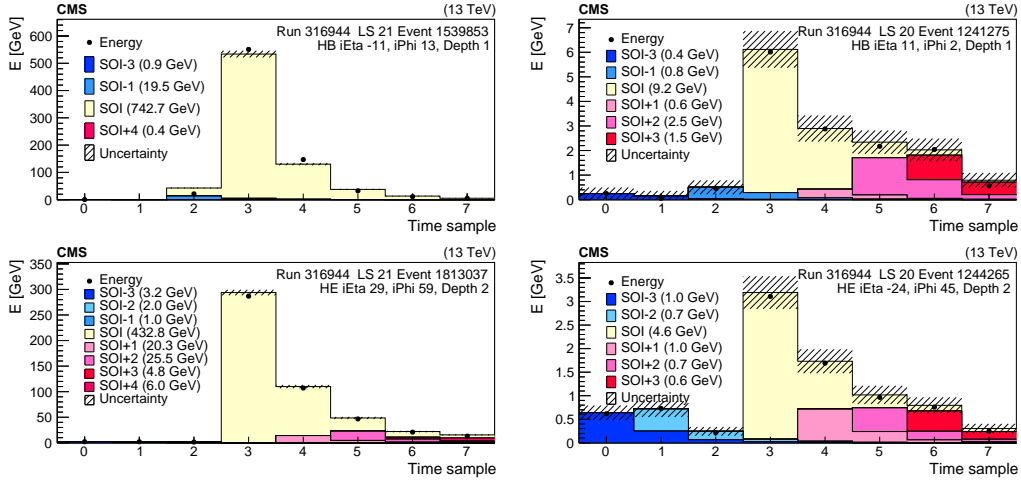 CMS (13 TeV)
E [GeV]
600
500
400
300
200
100
0
Run 316944 LS 21 Event 1539853
HB iEta -11, iPhi 13, Depth 1
Energy
SOI-3 (0.9 GeV)
SOI-1 (19.5 GeV)
SOI (742.7 GeV)
SOI+4 (0.4 GeV)
Uncertainty
0 1 2 3 4 5 6 7
Time sample
CMS (13 TeV)
E [GeV]
7
6
5
4
3
2
1
0
Run 316944 LS 20 Event 1241275
HB iEta 11, iPhi 2, Depth 1
Energy
SOI-3 (0.4 GeV)
SOI-1 (0.8 GeV)
SOI (9.2 GeV)
SOI+1 (0.6 GeV)
SOI+2 (2.5 GeV)
SOI+3 (1.5 GeV)
Uncertainty
0 1 2 3 4 5 6 7
Time sample
CMS (13 TeV)
E [GeV]
350
300
250
200
150
100
50
0
Run 316944 LS 21 Event 1813037
HE iEta 29, iPhi 59, Depth 2
Energy
SOI-3 (3.2 GeV)
SOI-2 (2.0 GeV)
SOI-1 (1.0 GeV)
SOI (432.8 GeV)
SOI+1 (20.3 GeV)
SOI+2 (25.5 GeV)
SOI+3 (4.8 GeV)
SOI+4 (6.0 GeV)
Uncertainty
0 1 2 3 4 5 6 7
Time sample
CMS (13 TeV)
E [GeV]
3.5
3
2.5
2
1.5
1
0.5
0
Run 316944 LS 20 Event 1244265
HE iEta -24, iPhi 45, Depth 2
Energy
SOI-3 (1.0 GeV)
SOI-2 (0.7 GeV)
SOI (4.6 GeV)
SOI+1 (1.0 GeV)
SOI+2 (0.7 GeV)
SOI+3 (0.6 GeV)
Uncertainty
0 1 2 3 4 5 6 7
Time sample